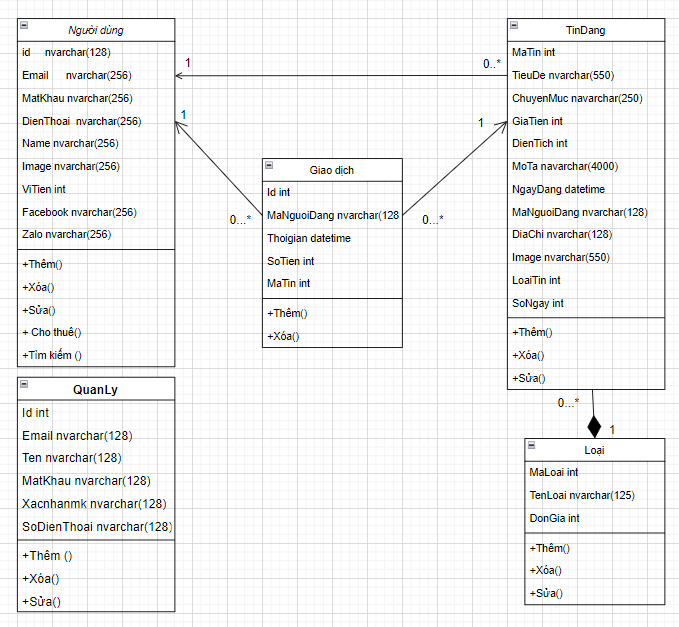 Người dùng
id nvarchar(128)
Email nvarchar(256)
MatKhau nvarchar(256)
DienThoai nvarchar(256)
Name nvarchar(256)
Image nvarchar(256)
ViTien int
Facebook nvarchar(256)
Zalo nvarchar(256)
+Thêm()
+Xóa()
+Sửa()
+ Cho thuê()
+Tìm kiếm ()
1
0..*
1
0...*
1
0...*
Giao dịch
Id int
MaNguoiDang nvarchar(128
Thoigian datetime
SoTien int
MaTin int
+Thêm()
+Xóa()
TinDang
MaTin int
TieuDe nvarchar(550)
ChuyenMuc navarchar(250)
GiaTien int
DienTich int
MoTa navarchar(4000)
NgayDang datetime
MaNguoiDang nvarchar(128)
DiaChi nvarchar(128)
Image nvarchar(550)
LoaiTin int
SoNgay int
+Thêm()
+Xóa()
+Sửa()
QuanLy
Id int
Email nvarchar(128)
Ten nvarchar(128)
MatKhau nvarchar(128)
Xacnhanmk nvarchar(128)
SoDienThoai nvarchar(128)
+Thêm ()
+Xóa()
+Sửa()
0...*
1
Loại
MaLoai int
TenLoai nvarchar(125)
DonGia int
+Thêm()
+Xóa()
+Sửa()